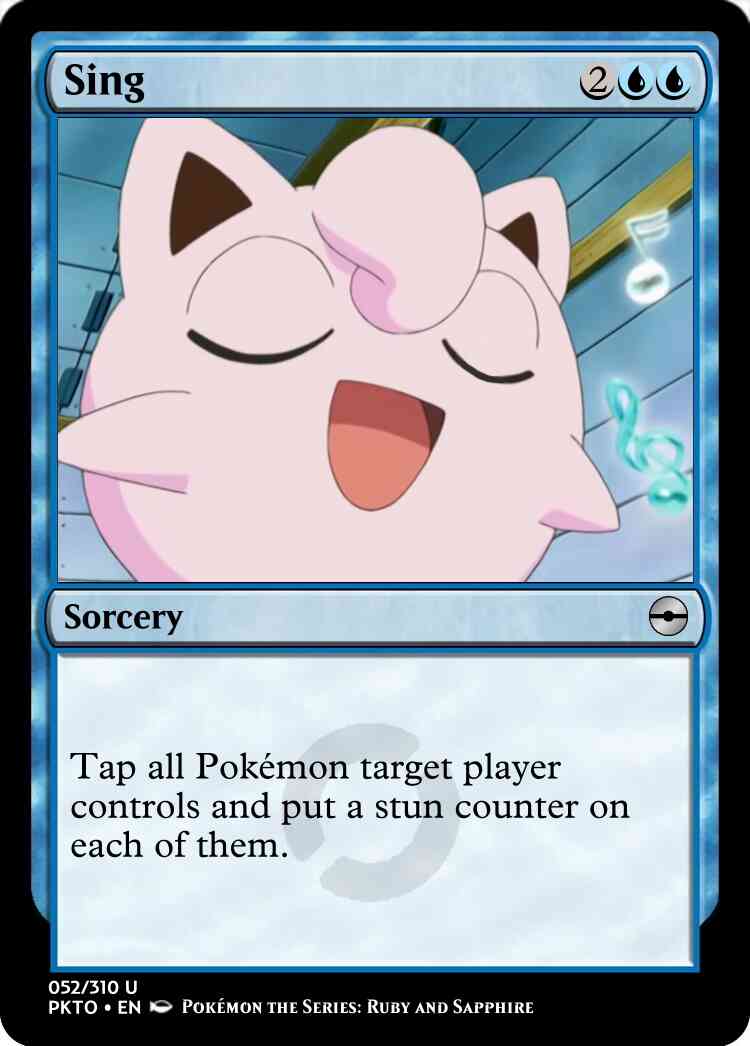 Sing 2
Sorcery
Tap all Pokémon target player
controls and put a stun counter on
each of them.
052/310 U
PKTO • EN Pokémon the Series: Ruby and Sapphire